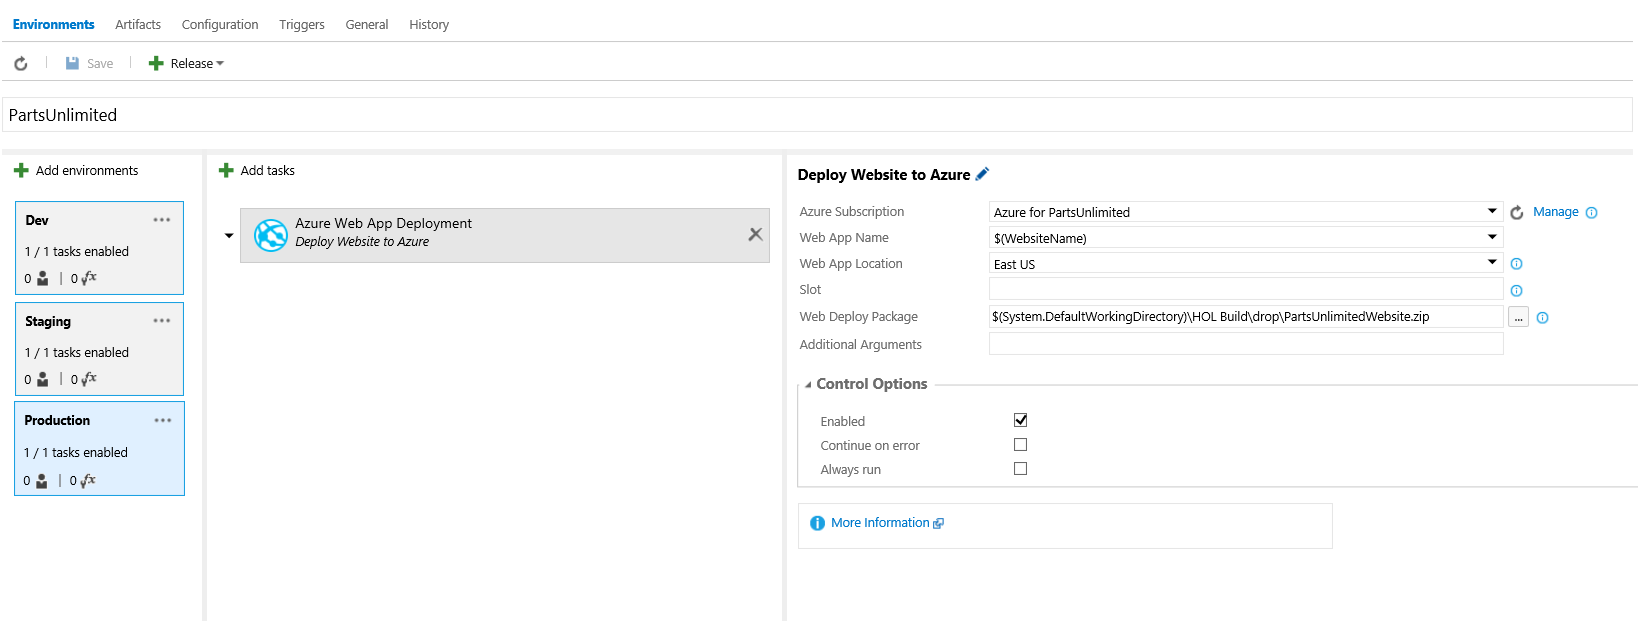 Environments Artifacts Configuration Triggers General History
Save Release
PartsUnlimited
Add environments
Dev ...
1 / 1 tasks enabled
0 | 0 fx
Staging ...
1 / 1 tasks enabled
0 | 0 fx
Production ...
1 / 1 tasks enabled
0 | 0 fx
Add tasks
Azure Web App Deployment
Deploy Website to Azure
Deploy Website to Azure
Azure Subscription Azure for PartsUnlimited Manage
Web App Name $(WebsiteName)
Web App Location East US
Slot
Web Deploy Package $(System.DefaultWorkingDirectory)\HOL Build\drop\PartsUnlimitedWebsite.zip ...
Additional Arguments
Control Options
Enabled
Continue on error
Always run
More Information